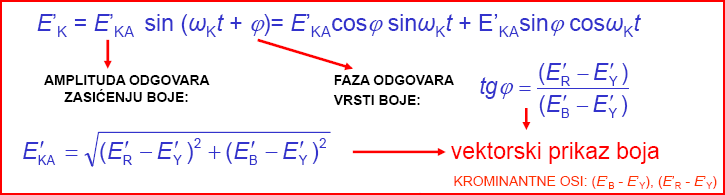 E'K = E'KA sin (ωKt + φ)= E'KAcosφ sinωKt + E'KAsinφ cosωKt
AMPLITUDA ODGOVARA
ZASIĆENJU BOJE:
FAZA ODGOVARA
VRSTI BOJE:
tgφ = (E'R − E'Y) / (E'B − E'Y)
E'KA = √((E'R − E'Y)² + (E'B − E'Y)²)
vektorski prikaz boja
KROMINANTNE OSI: (E'B - E'Y), (E'R - E'Y)